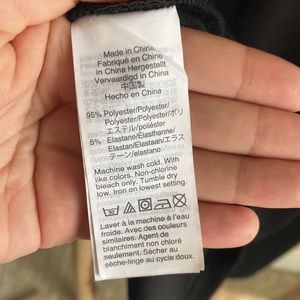 Made in China
Fabriqué en Chine
in China Hergestellt
Vervaardigd in China
中国製
Hecho en China
95% Polyester/Polyester/
Polyester/Polyester/ポリ
エステル/poliéster
5% Elastane/Élasthanne/
Elastan/Elastaan/エラス
テーン/elastano
Machine wash cold. With
like colors. Non-chlorine
bleach only. Tumble dry
low. Iron on lowest setting.
Laver à la machine à l'eau
froide. Avec des couleurs
similaires. Agent de
blanchiment non chloré
seulement. Sécher au
sèche-linge au cycle doux.